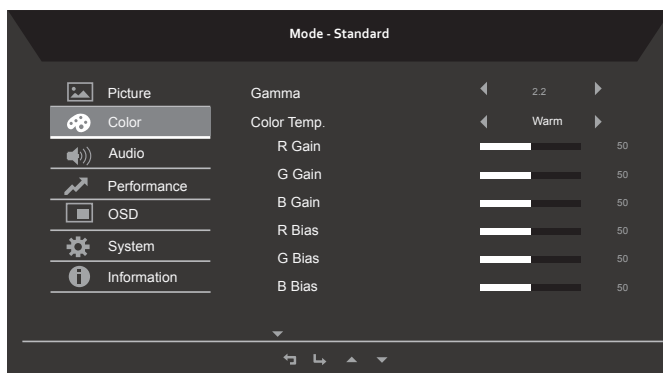 Mode - Standard
Picture
Color
Audio
Performance
OSD
System
Information
Gamma 2.2
Color Temp. Warm
R Gain 50
G Gain 50
B Gain 50
R Bias 50
G Bias 50
B Bias 50